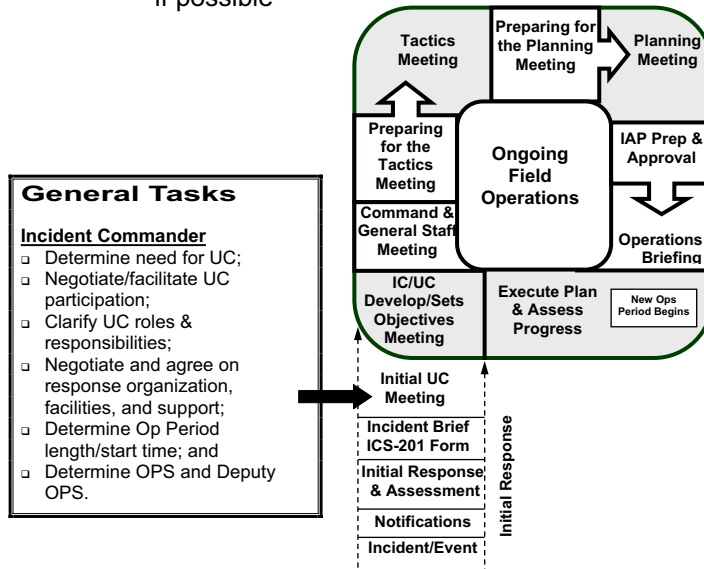 if possible
General Tasks
Incident Commander
❑ Determine need for UC;
❑ Negotiate/facilitate UC
participation;
❑ Clarify UC roles &
responsibilities;
❑ Negotiate and agree on
response organization,
facilities, and support;
❑ Determine Op Period
length/start time; and
❑ Determine OPS and Deputy
OPS.
Tactics
Meeting
Preparing for
the Planning
Meeting
Planning
Meeting
Preparing
for the
Tactics
Meeting
Ongoing
Field
Operations
IAP Prep &
Approval
Command &
General Staff
Meeting
Operations
Briefing
IC/UC
Develop/Sets
Objectives
Meeting
Execute Plan
& Assess
Progress
New Ops
Period Begins
Initial UC
Meeting
Incident Brief
ICS-201 Form
Initial Response
& Assessment
Notifications
Incident/Event
Initial Response